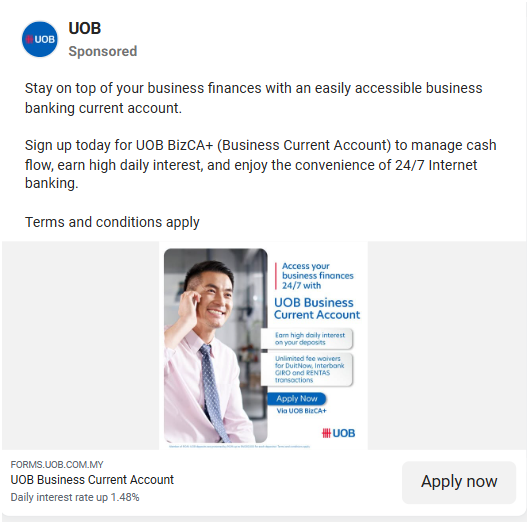 UOB
UOB
Sponsored
Stay on top of your business finances with an easily accessible business
banking current account.
Sign up today for UOB BizCA+ (Business Current Account) to manage cash
flow, earn high daily interest, and enjoy the convenience of 24/7 Internet
banking.
Terms and conditions apply
Access your
business finances
24/7 with
UOB Business
Current Account
Earn high daily interest
on your deposits
Unlimited fee waivers
for DuitNow, Interbank
GIRO and RENTAS
transactions
Apply Now
Via UOB BizCA+
UOB
FORMS.UOB.COM.MY
UOB Business Current Account
Daily interest rate up 1.48%
Apply now